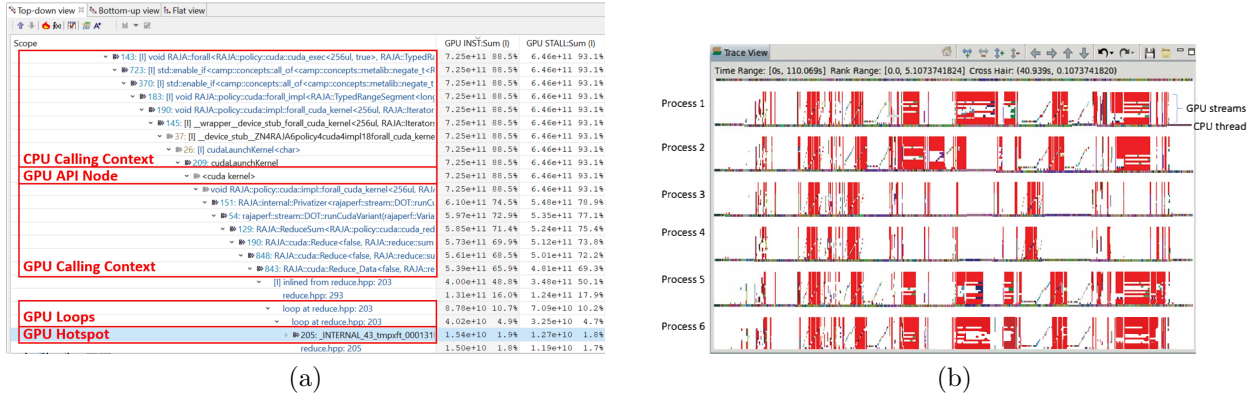 Top-down view Bottom-up view Flat view
Scope GPU INST:Sum (I) GPU STALL:Sum (I)
143: [I] void RAJA::forall<RAJA::policy::cuda::cuda_exec<256ul, true>, RAJA::TypedRa 7.25e+11 88.5% 6.46e+11 93.1%
723: [I] std::enable_if<camp::concepts::all_of<camp::concepts::metalib::negate_t<R 7.25e+11 88.5% 6.46e+11 93.1%
370: [I] std::enable_if<camp::concepts::all_of<camp::concepts::metalib::negate_t 7.25e+11 88.5% 6.46e+11 93.1%
183: [I] void RAJA::policy::cuda::forall_impl<RAJA::TypedRangeSegment<long 7.25e+11 88.5% 6.46e+11 93.1%
190: void RAJA::policy::cuda::impl::forall_cuda_kernel<256ul, RAJA::Iterator 7.25e+11 88.5% 6.46e+11 93.1%
145: [I] __wrapper__device_stub_forall_cuda_kernel<256ul, RAJA::Iterators 7.25e+11 88.5% 6.46e+11 93.1%
37: [I] __device_stub__ZN4RAJA6policy4cuda4impl18forall_cuda_kerne 7.25e+11 88.5% 6.46e+11 93.1%
26: [I] cudaLaunchKernel<char> 7.25e+11 88.5% 6.46e+11 93.1%
CPU Calling Context 209: cudaLaunchKernel 7.25e+11 88.5% 6.46e+11 93.1%
GPU API Node <cuda kernel> 7.25e+11 88.5% 6.46e+11 93.1%
void RAJA::policy::cuda::impl::forall_cuda_kernel<256ul, RAJA 7.25e+11 88.5% 6.46e+11 93.1%
151: RAJA::internal::Privatizer<rajaperf::stream::DOT::runCu 6.10e+11 74.5% 5.48e+11 78.9%
54: rajaperf::stream::DOT::runCudaVariant(rajaperf::Varia 5.97e+11 72.9% 5.35e+11 77.1%
129: RAJA::ReduceSum<RAJA::policy::cuda::cuda_red 5.85e+11 71.4% 5.24e+11 75.4%
190: RAJA::cuda::Reduce<false, RAJA::reduce::sum 5.73e+11 69.9% 5.12e+11 73.8%
848: RAJA::cuda::Reduce<false, RAJA::reduce::su 5.61e+11 68.5% 5.01e+11 72.2%
GPU Calling Context 843: RAJA::cuda::Reduce_Data<false, RAJA::re 5.39e+11 65.9% 4.81e+11 69.3%
[I] inlined from reduce.hpp: 203 4.00e+11 48.8% 3.48e+11 50.1%
reduce.hpp: 293 1.31e+11 16.0% 1.24e+11 17.9%
loop at reduce.hpp: 203 8.78e+10 10.7% 7.09e+10 10.2%
GPU Loops loop at reduce.hpp: 203 4.02e+10 4.9% 3.25e+10 4.7%
GPU Hotspot 205: _INTERNAL_43_tmpxft_000131 1.54e+10 1.9% 1.27e+10 1.8%
reduce.hpp: 205 1.50e+10 1.8% 1.19e+10 1.7%
(a)
Trace View
Time Range: [0s, 110.069s] Rank Range: [0.0, 5.1073741824] Cross Hair: (40.939s, 0.1073741820)
Process 1
GPU streams
CPU thread
Process 2
Process 3
Process 4
Process 5
Process 6
(b)